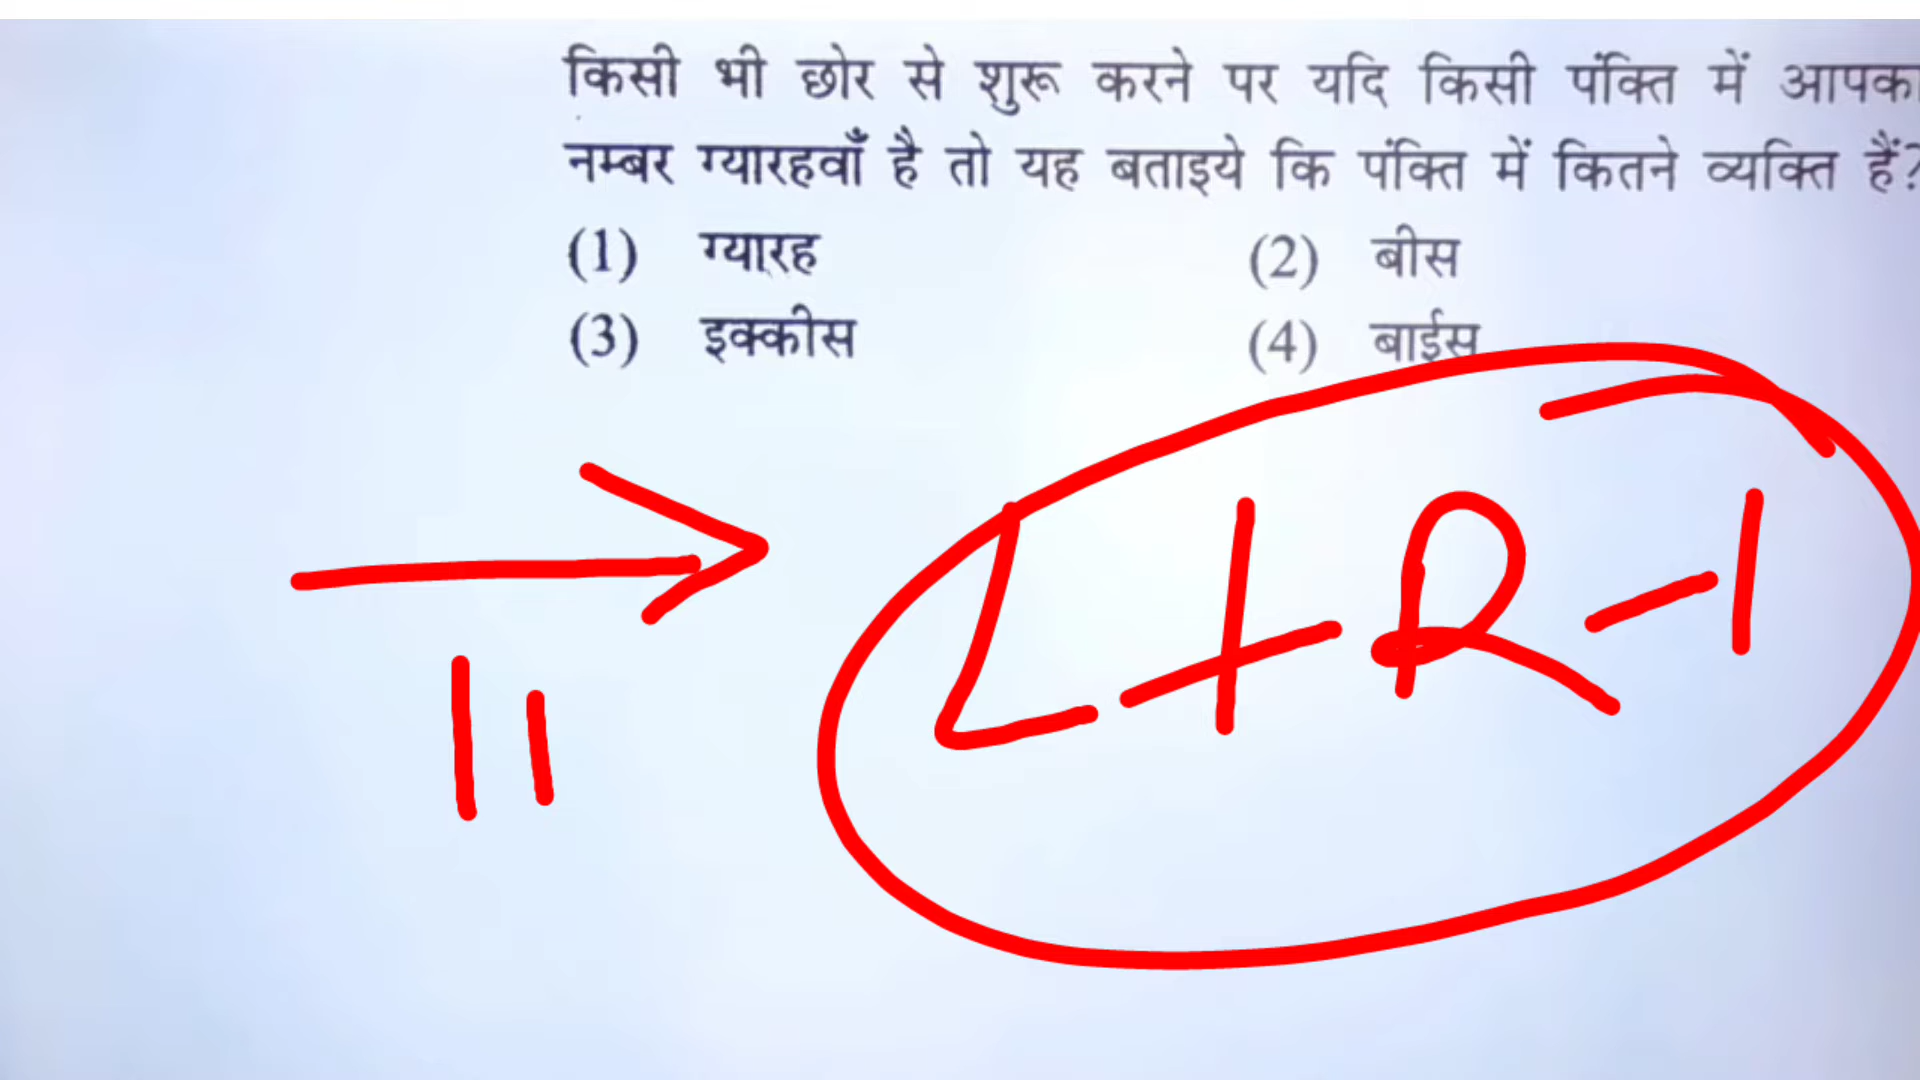 किसी भी छोर से शुरू करने पर यदि किसी पंक्ति में आपका
नम्बर ग्यारहवाँ है तो यह बताइये कि पंक्ति में कितने व्यक्ति हैं?
(1) ग्यारह (2) बीस
(3) इक्कीस (4) बाईस
L+R-1
11